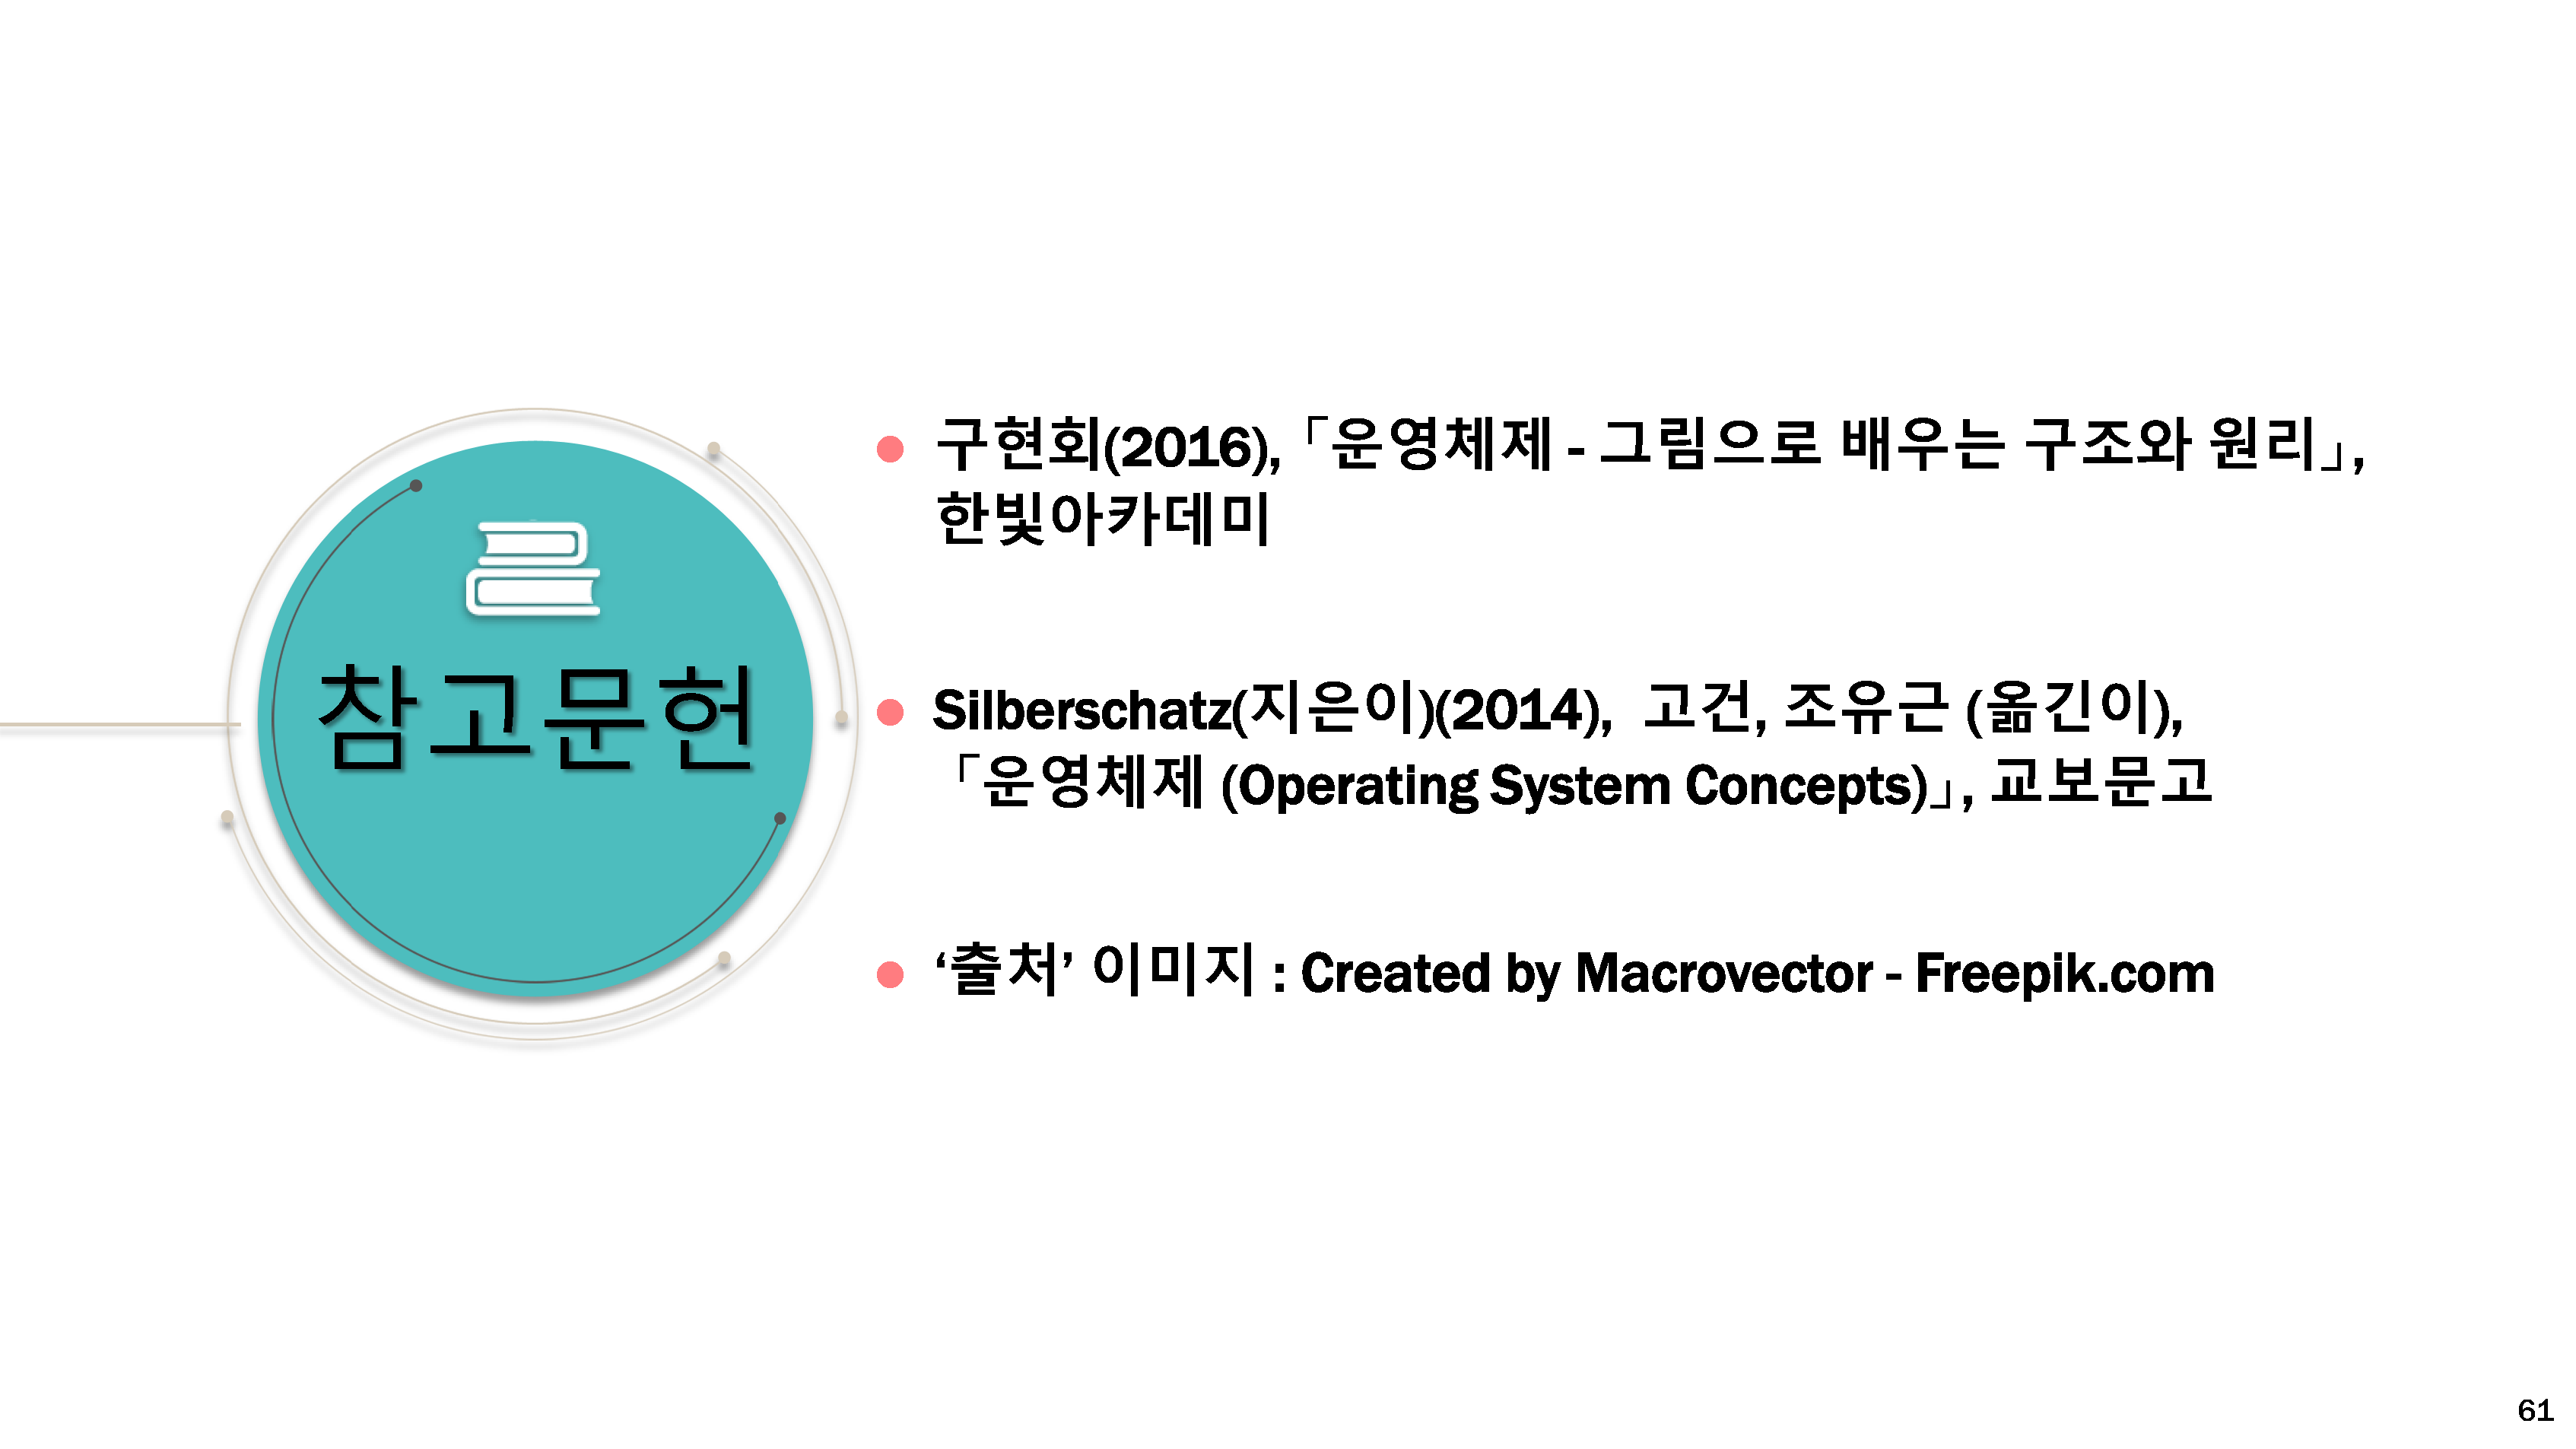 참고문헌
구현회(2016), 「운영체제 - 그림으로 배우는 구조와 원리」,
한빛아카데미
Silberschatz(지은이)(2014), 고건, 조유근 (옮긴이),
「운영체제 (Operating System Concepts)」, 교보문고
‘출처’ 이미지 : Created by Macrovector - Freepik.com
61